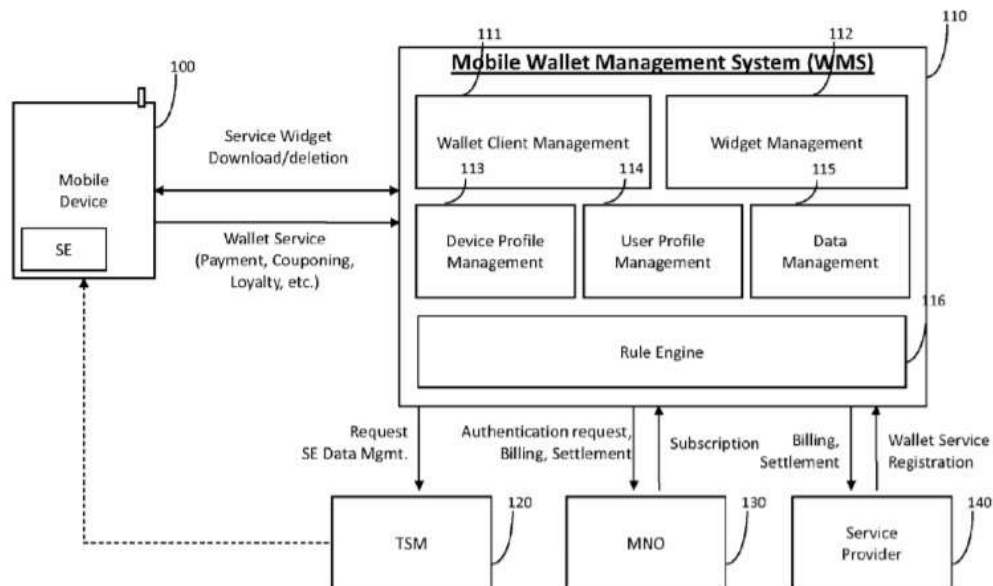 110
111
112
Mobile Wallet Management System (WMS)
100
Service Widget
Download/deletion
Wallet Client Management
Widget Management
Mobile
Device
113
114
115
SE
Wallet Service
(Payment, Couponing,
Loyalty, etc.)
Device Profile
Management
User Profile
Management
Data
Management
116
Rule Engine
Request
SE Data Mgmt.
Authentication request,
Billing, Settlement
Subscription
Billing,
Settlement
Wallet Service
Registration
120
130
140
TSM
MNO
Service
Provider